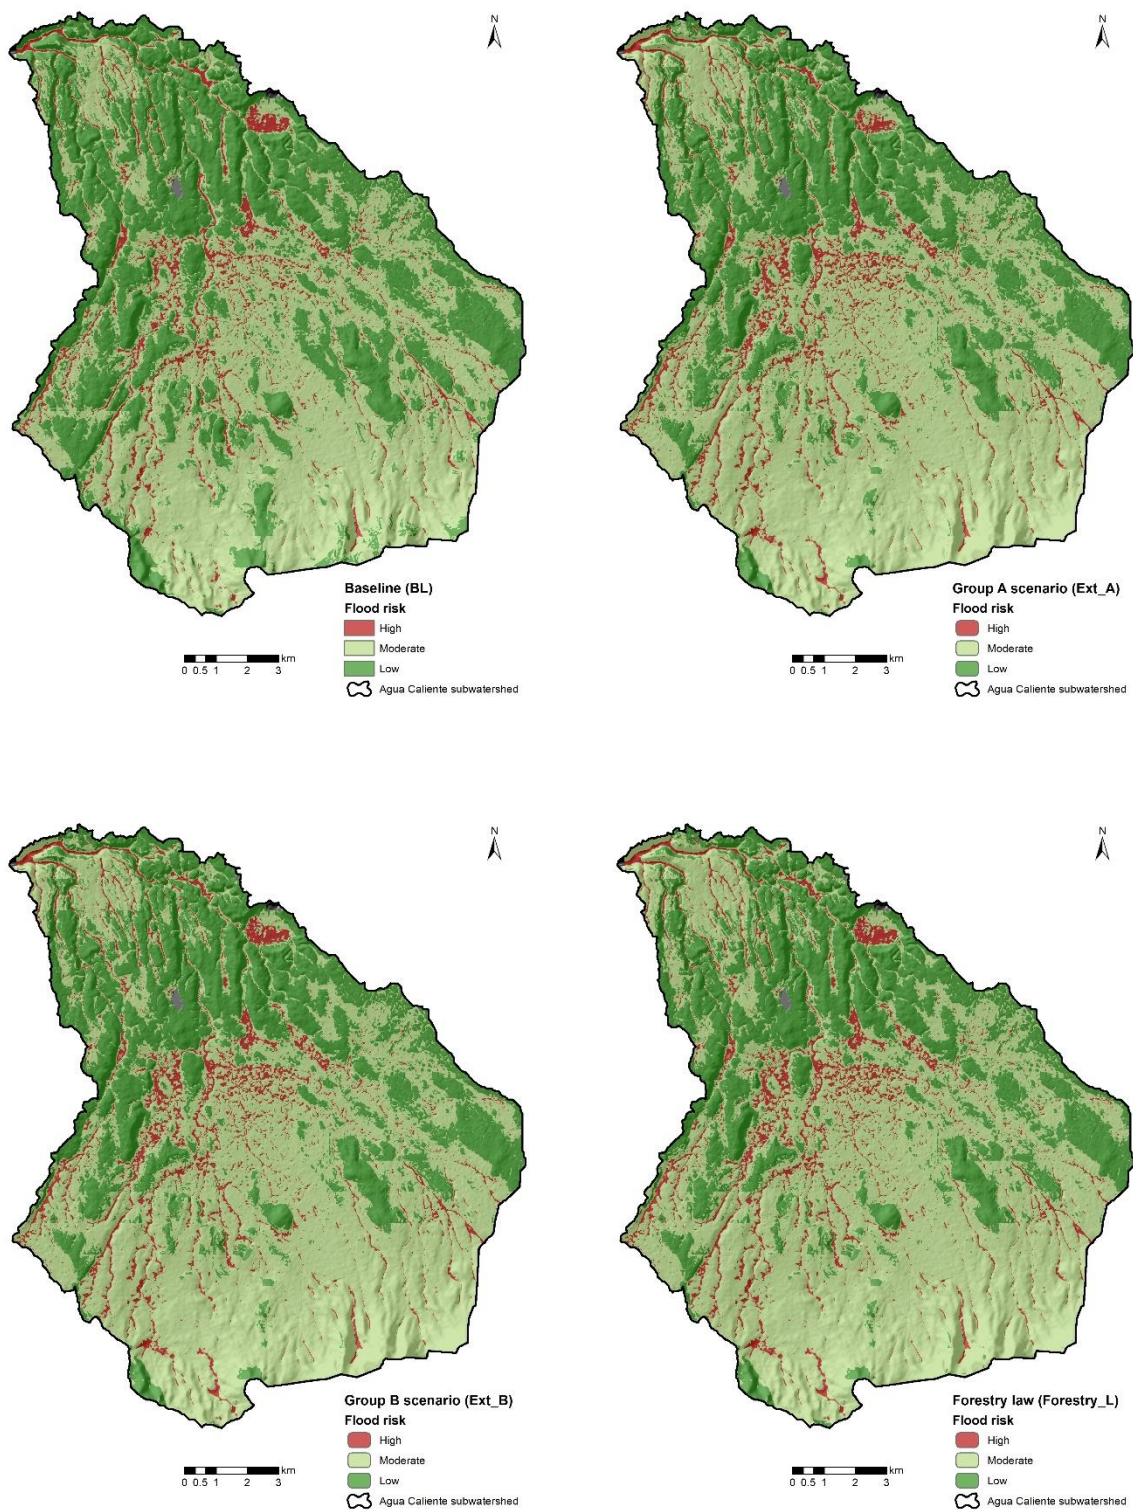 N
Baseline (BL)
Flood risk
High
Moderate
Low
Agua Caliente subwatershed
km
0 0.5 1 2 3
N
Group A scenario (Ext_A)
Flood risk
High
Moderate
Low
Agua Caliente subwatershed
km
0 0.5 1 2 3
N
Group B scenario (Ext_B)
Flood risk
High
Moderate
Low
Agua Caliente subwatershed
km
0 0.5 1 2 3
N
Forestry law (Forestry_L)
Flood risk
High
Moderate
Low
Agua Caliente subwatershed
km
0 0.5 1 2 3